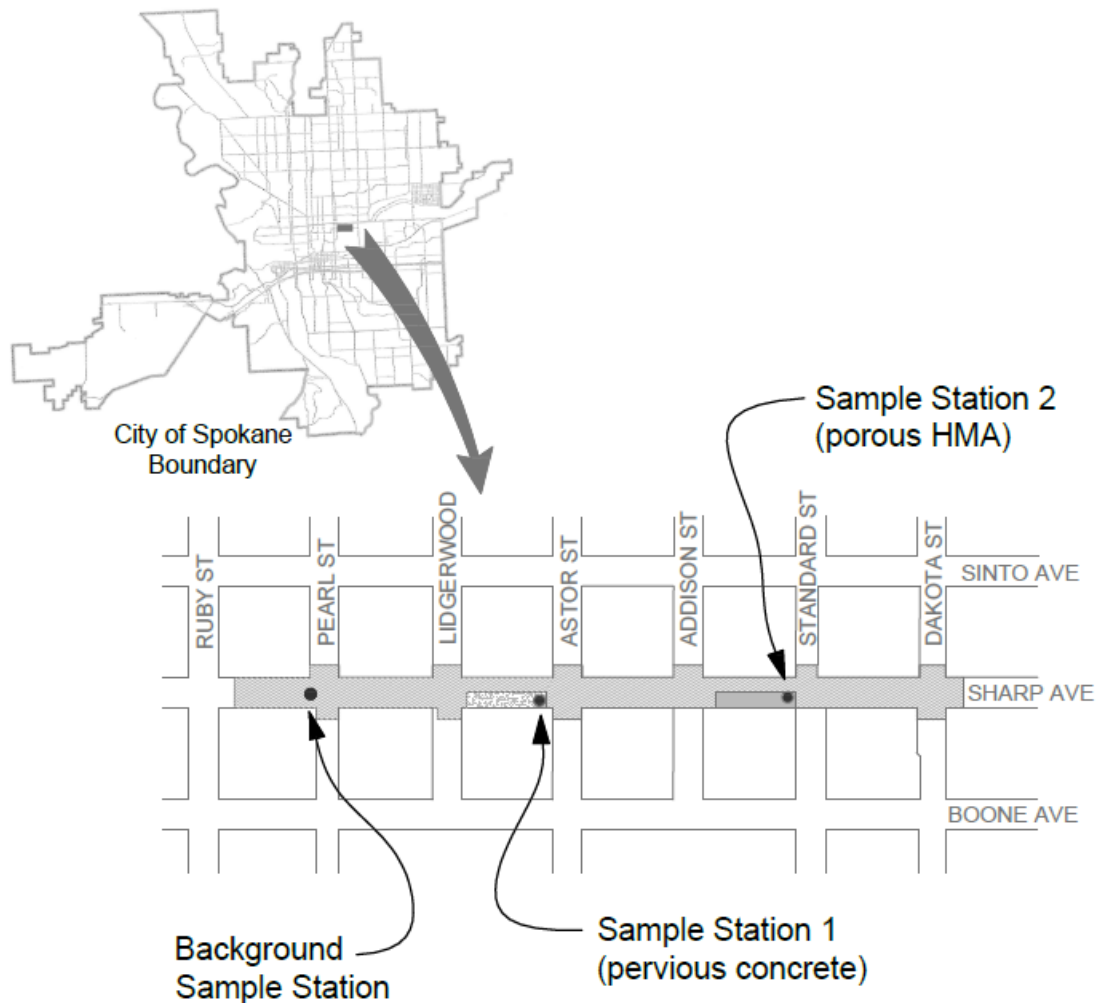 City of Spokane
Boundary
Sample Station 2
(porous HMA)
RUBY ST
PEARL ST
LIDGERWOOD
ASTOR ST
ADDISON ST
STANDARD ST
DAKOTA ST
SINTO AVE
SHARP AVE
BOONE AVE
Background
Sample Station
Sample Station 1
(pervious concrete)